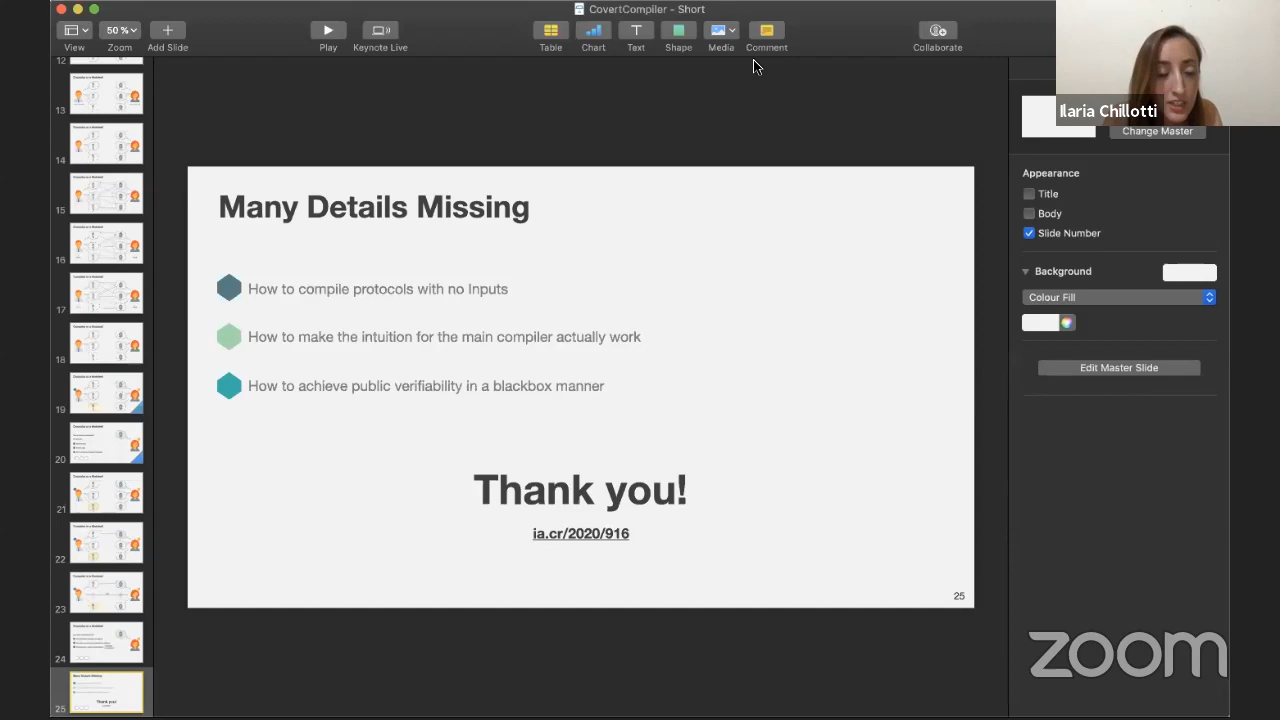 CovertCompiler - Short
50 %
View
Zoom
Add Slide
Play
Keynote Live
Table
Chart
Text
Shape
Media
Comment
Collaborate
Ilaria Chillotti
Change Master
Appearance
Title
Body
Slide Number
Background
Colour Fill
Edit Master Slide
12
13
14
15
16
17
18
19
20
21
22
23
24
25
Many Details Missing
How to compile protocols with no Inputs
How to make the intuition for the main compiler actually work
How to achieve public verifiability in a blackbox manner
Thank you!
ia.cr/2020/916
25
zoom